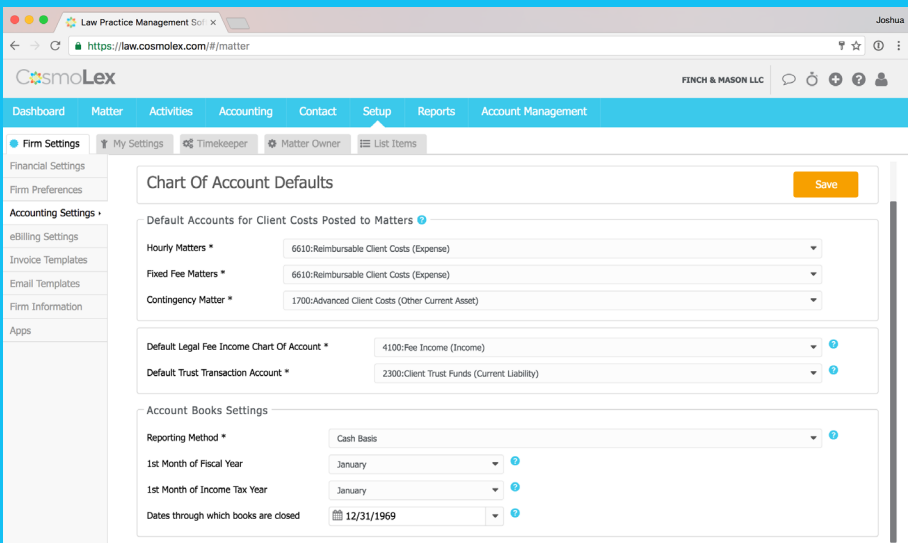 Law Practice Management Sof
Joshua
https://law.cosmolex.com/#/matter
CosmoLex
FINCH & MASON LLC
Dashboard Matter Activities Accounting Contact Setup Reports Account Management
Firm Settings My Settings Timekeeper Matter Owner List Items
Financial Settings
Firm Preferences
Accounting Settings
eBilling Settings
Invoice Templates
Email Templates
Firm Information
Apps
Chart Of Account Defaults
Save
Default Accounts for Client Costs Posted to Matters ?
Hourly Matters * 6610:Reimbursable Client Costs (Expense)
Fixed Fee Matters * 6610:Reimbursable Client Costs (Expense)
Contingency Matter * 1700:Advanced Client Costs (Other Current Asset)
Default Legal Fee Income Chart Of Account * 4100:Fee Income (Income) ?
Default Trust Transaction Account * 2300:Client Trust Funds (Current Liability) ?
Account Books Settings
Reporting Method * Cash Basis ?
1st Month of Fiscal Year January ?
1st Month of Income Tax Year January ?
Dates through which books are closed 12/31/1969 ?